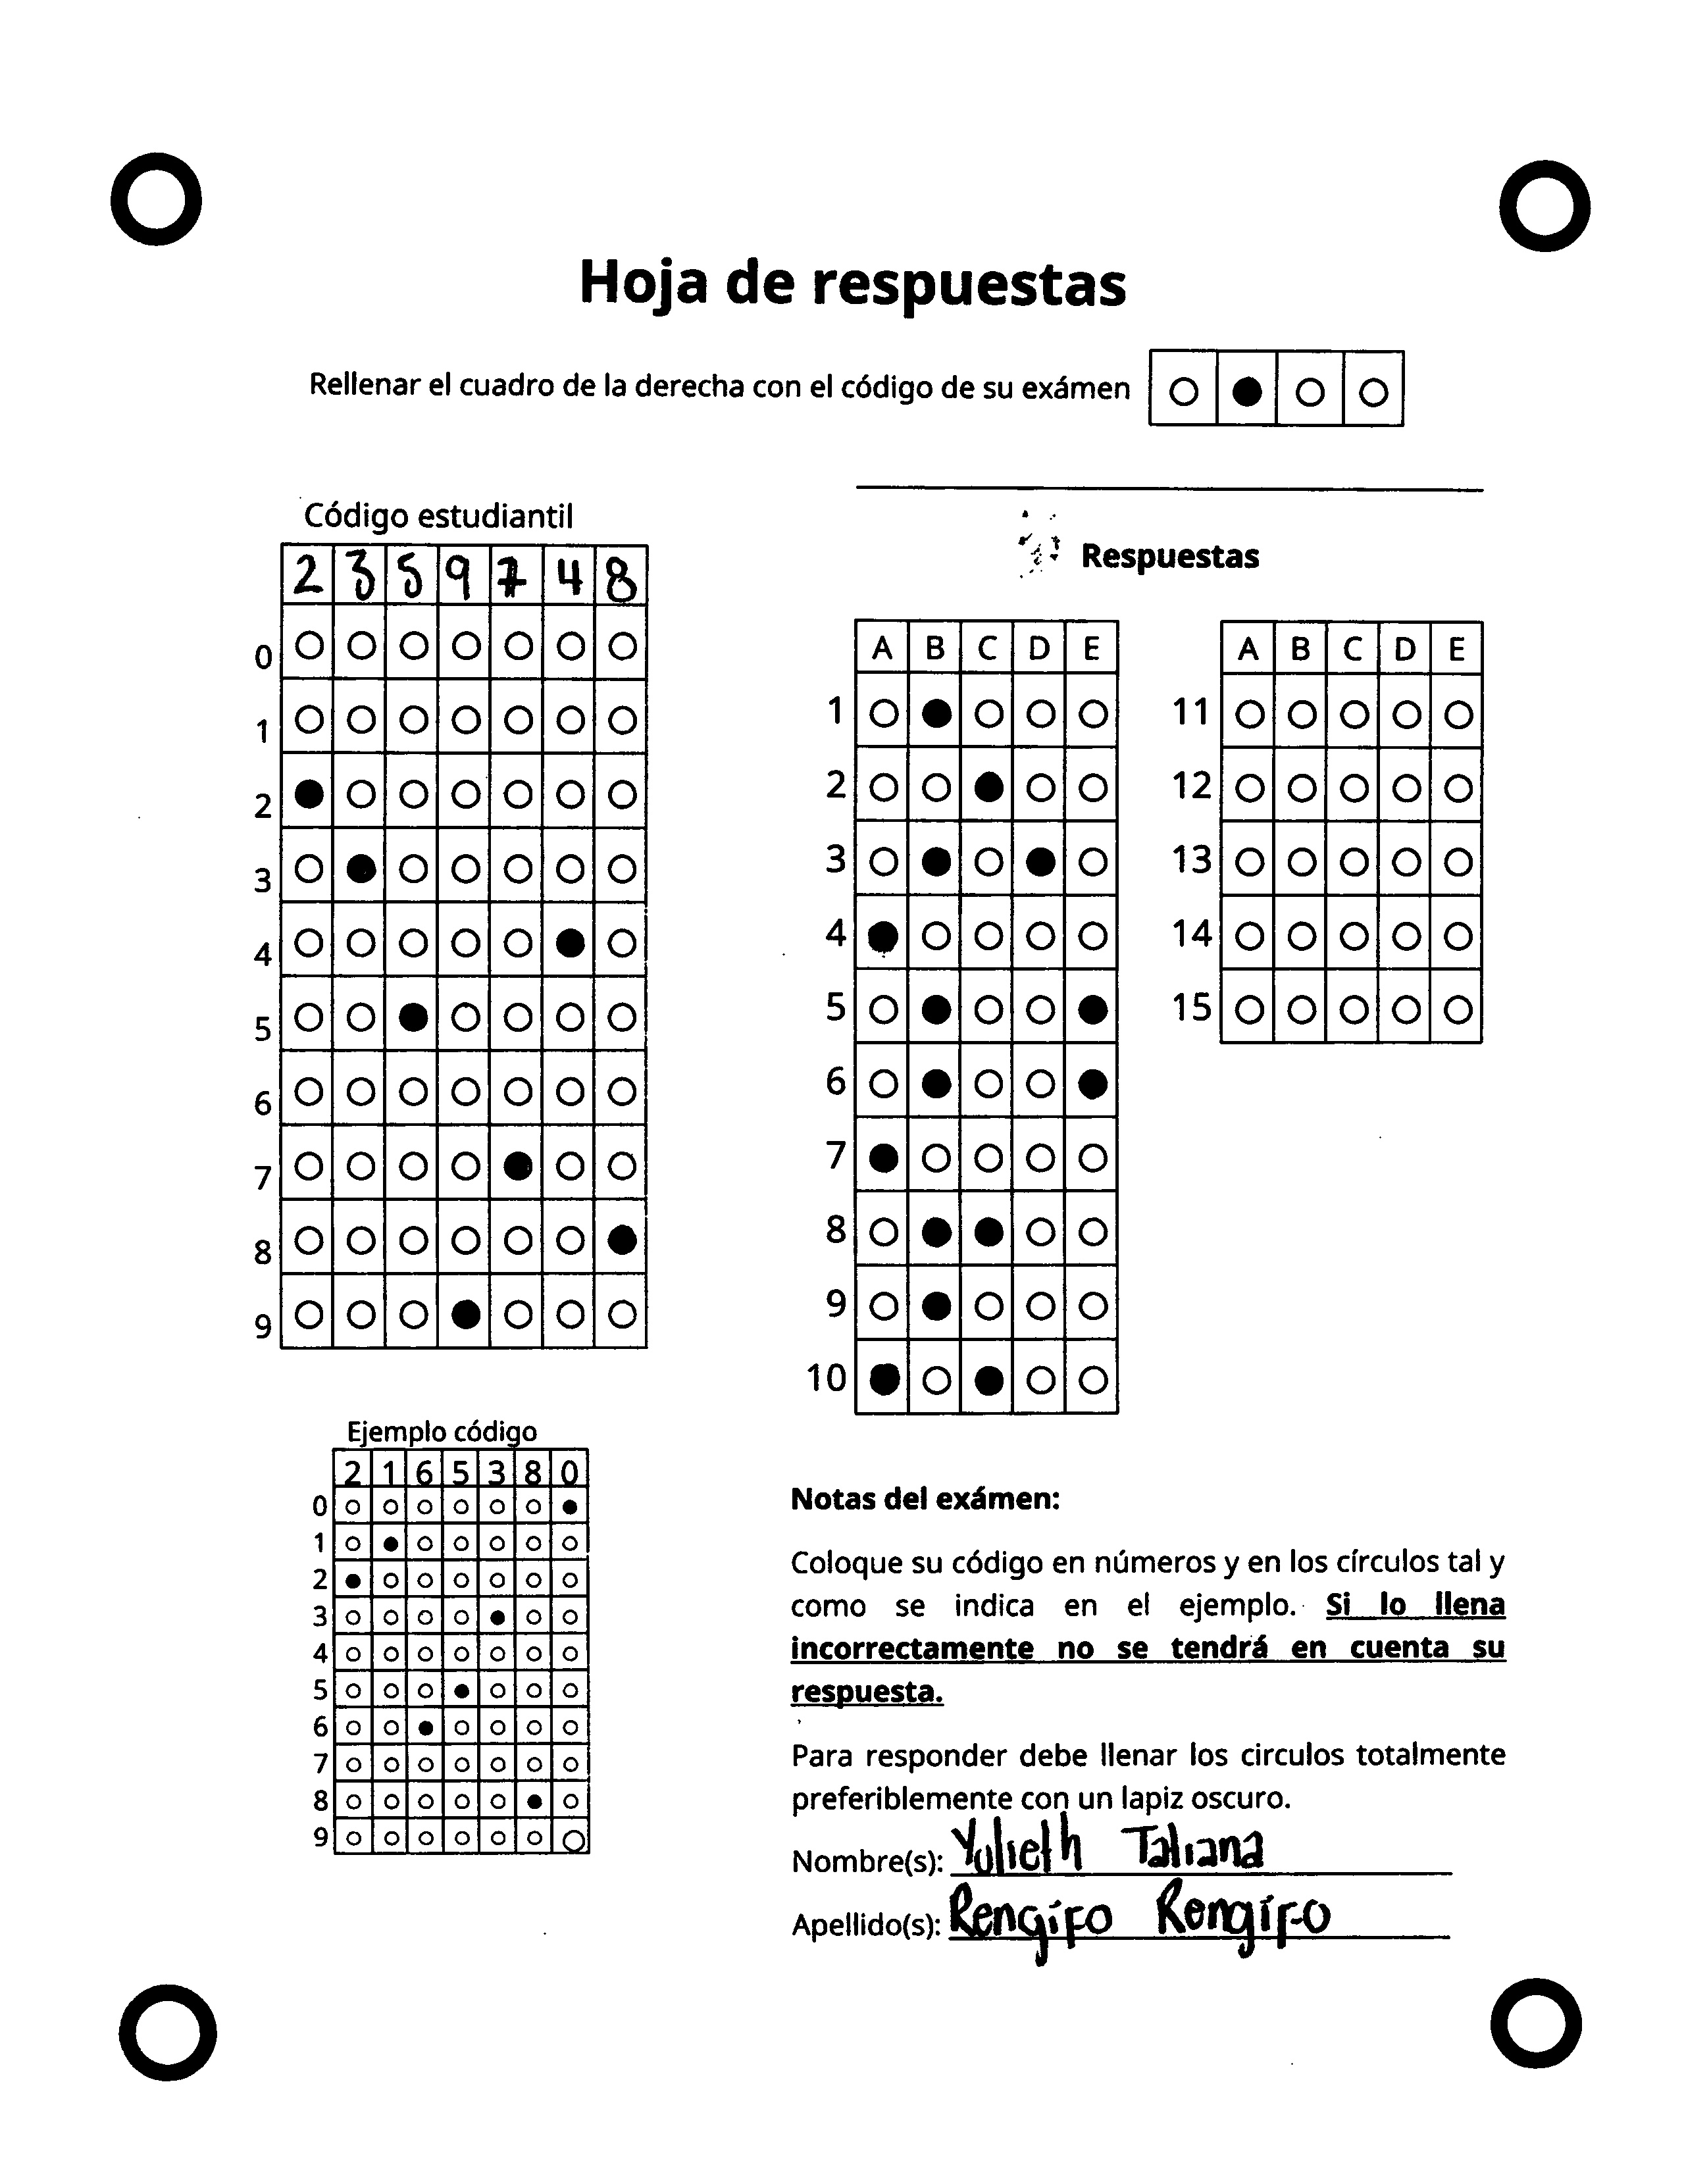 Hoja de respuestas
Rellenar el cuadro de la derecha con el código de su exámen
Código estudiantil
2 3 5 9 7 4 8
0
1
2
3
4
5
6
7
8
9
Respuestas
A B C D E
1
2
3
4
5
6
7
8
9
10
A B C D E
11
12
13
14
15
Ejemplo código
2 1 6 5 3 8 0
0
1
2
3
4
5
6
7
8
9
Notas del exámen:
Coloque su código en números y en los círculos tal y
como se indica en el ejemplo. Si lo llena
incorrectamente no se tendrá en cuenta su
respuesta.
Para responder debe llenar los circulos totalmente
preferiblemente con un lapiz oscuro.
Nombre(s): Yulieth Tatiana
Apellido(s): Rengífo Rengífo